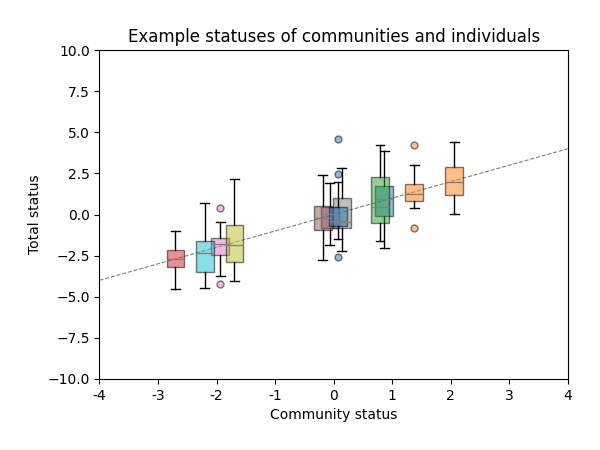 Example statuses of communities and individuals
10.0
7.5
5.0
2.5
0.0
−2.5
−5.0
−7.5
−10.0
Total status
-4 -3 -2 -1 0 1 2 3 4
Community status